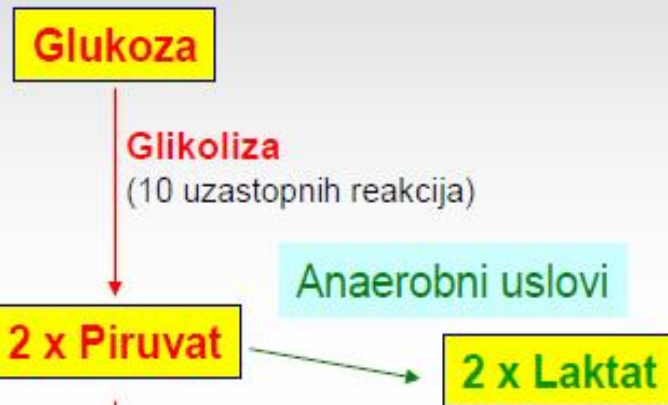 Glukoza
Glikoliza
(10 uzastopnih reakcija)
Anaerobni uslovi
2 x Piruvat
2 x Laktat